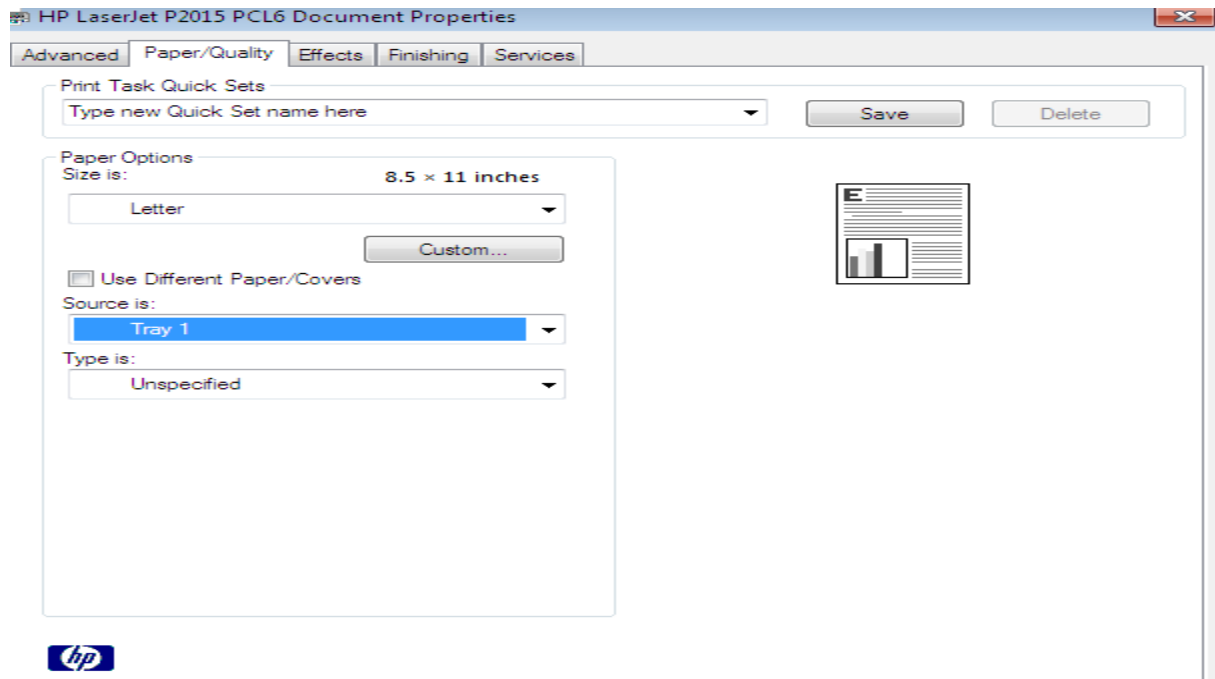 HP LaserJet P2015 PCL6 Document Properties
Advanced Paper/Quality Effects Finishing Services
Print Task Quick Sets
Type new Quick Set name here Save Delete
Paper Options
Size is: 8.5 × 11 inches
Letter
Custom...
Use Different Paper/Covers
Source is:
Tray 1
Type is:
Unspecified
E
hp